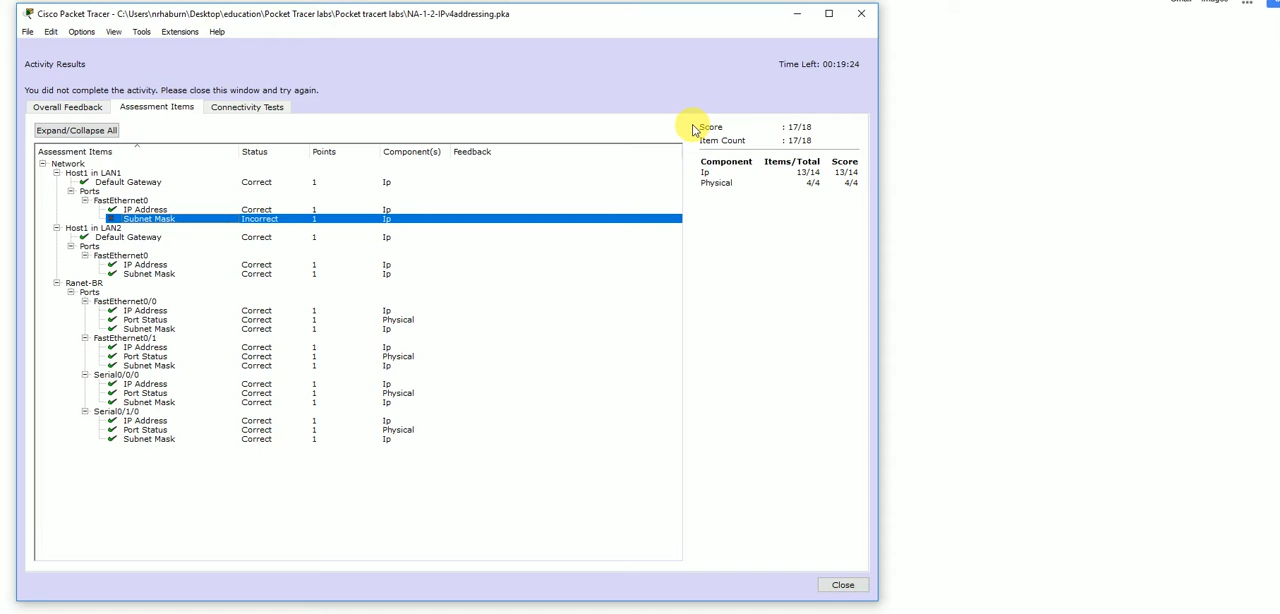 Cisco Packet Tracer - C:\Users\nrhaburn\Desktop\education\Pocket Tracer labs\Pocket tracert labs\NA-1-2-IPv4addressing.pka
File Edit Options View Tools Extensions Help
Activity Results Time Left: 00:19:24
You did not complete the activity. Please close this window and try again.
Overall Feedback Assessment Items Connectivity Tests
Expand/Collapse All
Score : 17/18
Item Count : 17/18
Component Items/Total Score
Ip 13/14 13/14
Physical 4/4 4/4
Assessment Items Status Points Component(s) Feedback
Network
Host1 in LAN1
Default Gateway Correct 1 Ip
Ports
FastEthernet0
IP Address Correct 1 Ip
Subnet Mask Incorrect 1 Ip
Host1 in LAN2
Default Gateway Correct 1 Ip
Ports
FastEthernet0
IP Address Correct 1 Ip
Subnet Mask Correct 1 Ip
Ranet-BR
Ports
FastEthernet0/0
IP Address Correct 1 Ip
Port Status Correct 1 Physical
Subnet Mask Correct 1 Ip
FastEthernet0/1
IP Address Correct 1 Ip
Port Status Correct 1 Physical
Subnet Mask Correct 1 Ip
Serial0/0/0
IP Address Correct 1 Ip
Port Status Correct 1 Physical
Subnet Mask Correct 1 Ip
Serial0/1/0
IP Address Correct 1 Ip
Port Status Correct 1 Physical
Subnet Mask Correct 1 Ip
Close